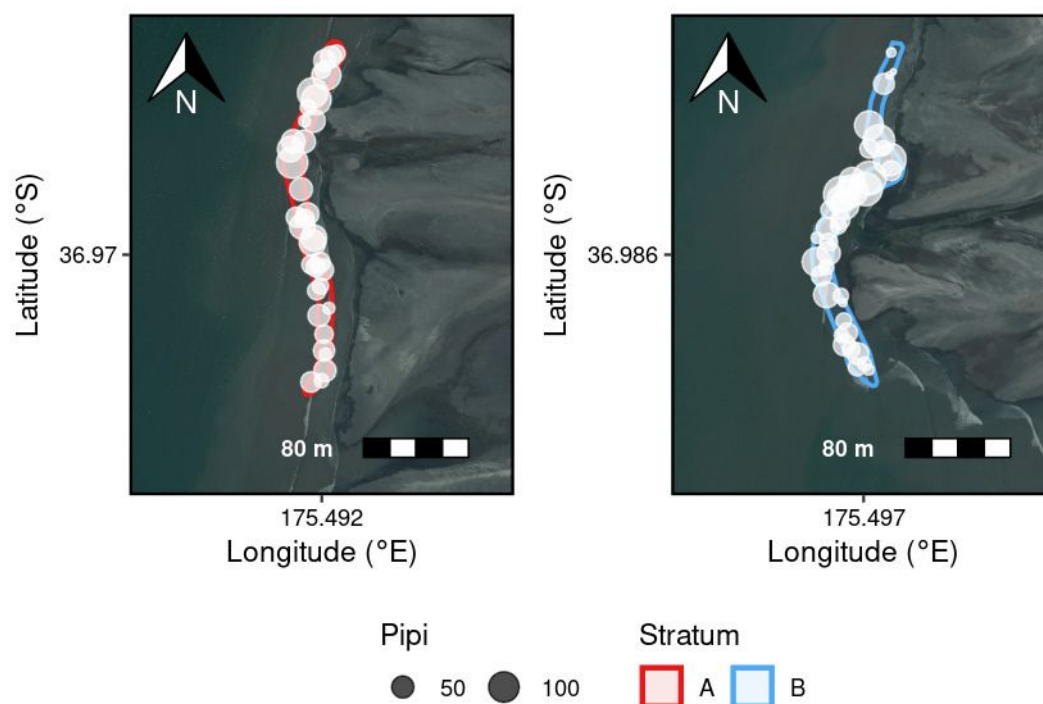 N
N
Latitude (°S)
36.97
80 m
175.492
Longitude (°E)
Latitude (°S)
36.986
80 m
175.497
Longitude (°E)
Pipi
50
100
Stratum
A
B